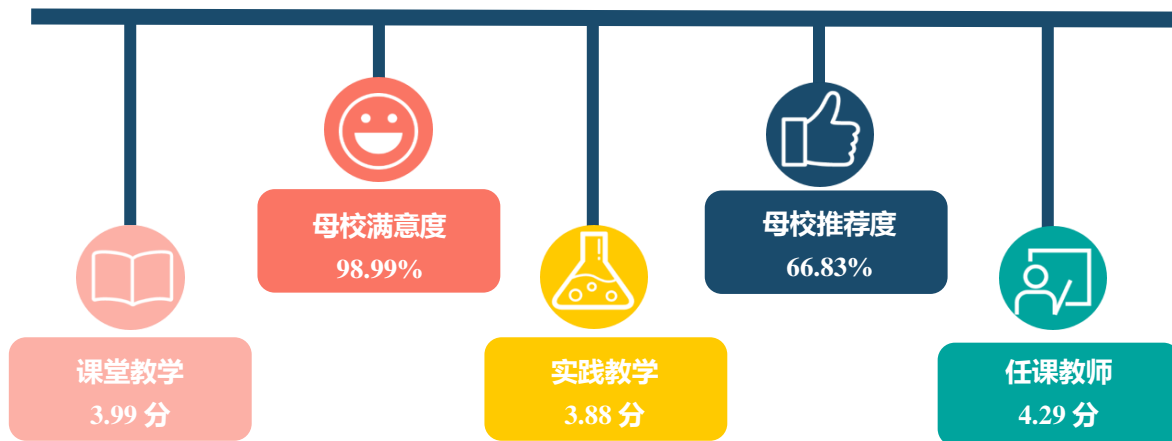 母校满意度
98.99%
母校推荐度
66.83%
课堂教学
3.99 分
实践教学
3.88 分
任课教师
4.29 分